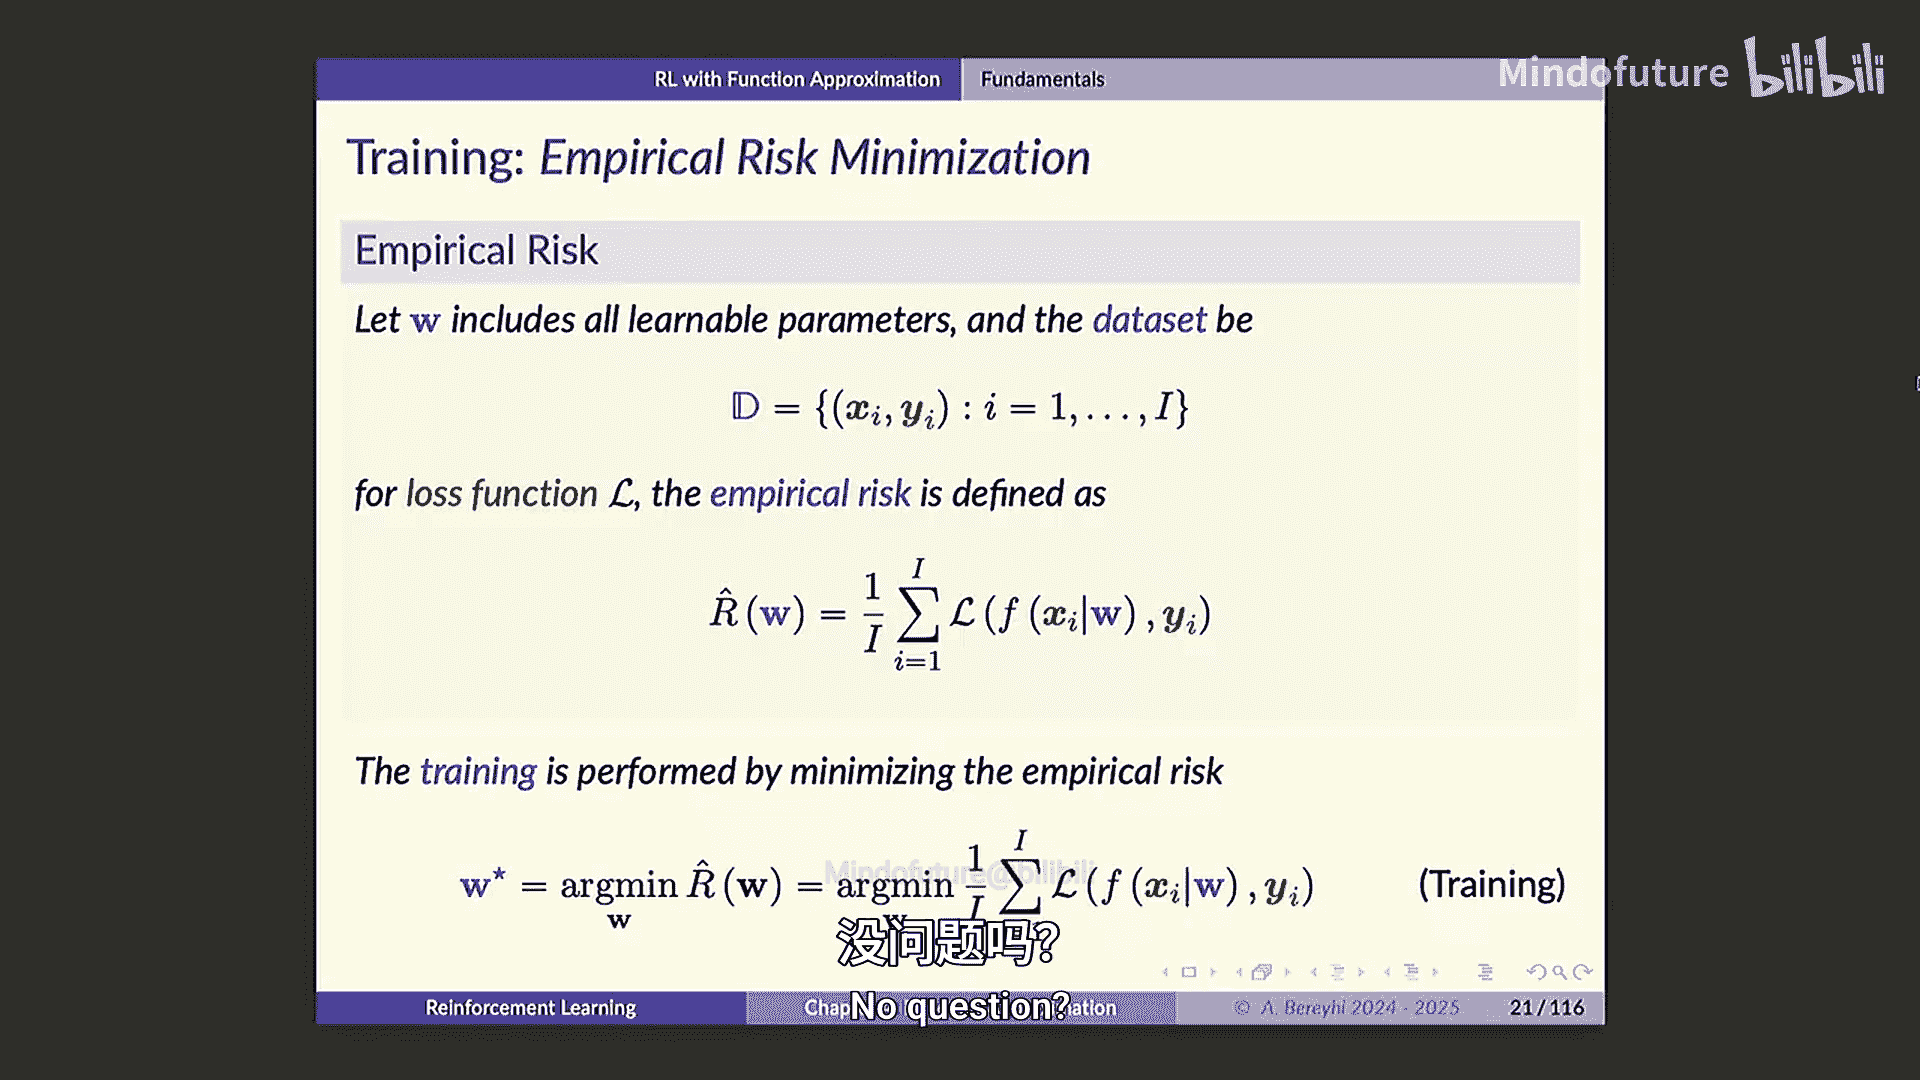 RL with Function Approximation
Fundamentals
Mindofuture bilibili
Training: Empirical Risk Minimization
Empirical Risk
Let w includes all learnable parameters, and the dataset be
𝔻 = {(x_i, y_i) : i = 1, . . . , I}
for loss function ℒ, the empirical risk is defined as
R̂ (w) = 1/I ∑_{i=1}^{I} ℒ (f (x_i|w) , y_i)
The training is performed by minimizing the empirical risk
w* = argmin_w R̂ (w) = argmin_w 1/I ∑^{I} ℒ (f (x_i|w) , y_i) (Training)
Mindofuture@bilibili
没问题吗?
No question?
Reinforcement Learning
© A. Bereyhi 2024 - 2025
21 / 116